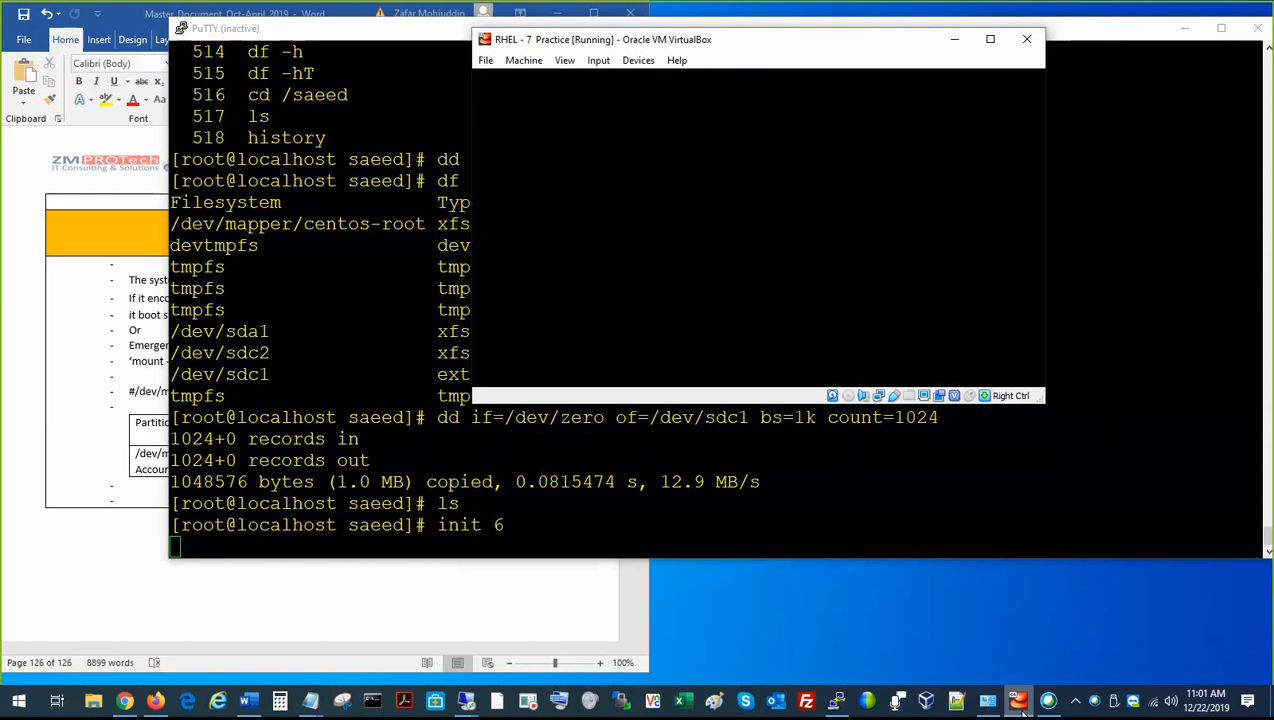 Master Document Oct-April 2019 - Word
Zafar Mohiuddin
File Home Insert Design
Calibri (Body)
Paste
Clipboard
Font
ZMPROTech
IT Consulting & Solutions
- The syst
- If it enco
- it boot s
- Or
- Emergen
- 'mount -
- #/dev/m
Partitio
/dev/m
Accoun
Page 126 of 126 8899 words
100%
PuTTY (inactive)
514 df -h
515 df -hT
516 cd /saeed
517 ls
518 history
[root@localhost saeed]# dd
[root@localhost saeed]# df
Filesystem Typ
/dev/mapper/centos-root xfs
devtmpfs dev
tmpfs tmp
tmpfs tmp
tmpfs tmp
/dev/sda1 xfs
/dev/sdc2 xfs
/dev/sdc1 ext
tmpfs tmp
[root@localhost saeed]# dd if=/dev/zero of=/dev/sdc1 bs=1k count=1024
1024+0 records in
1024+0 records out
1048576 bytes (1.0 MB) copied, 0.0815474 s, 12.9 MB/s
[root@localhost saeed]# ls
[root@localhost saeed]# init 6
RHEL - 7 Practice [Running] - Oracle VM VirtualBox
File Machine View Input Devices Help
Right Ctrl
11:01 AM
12/22/2019